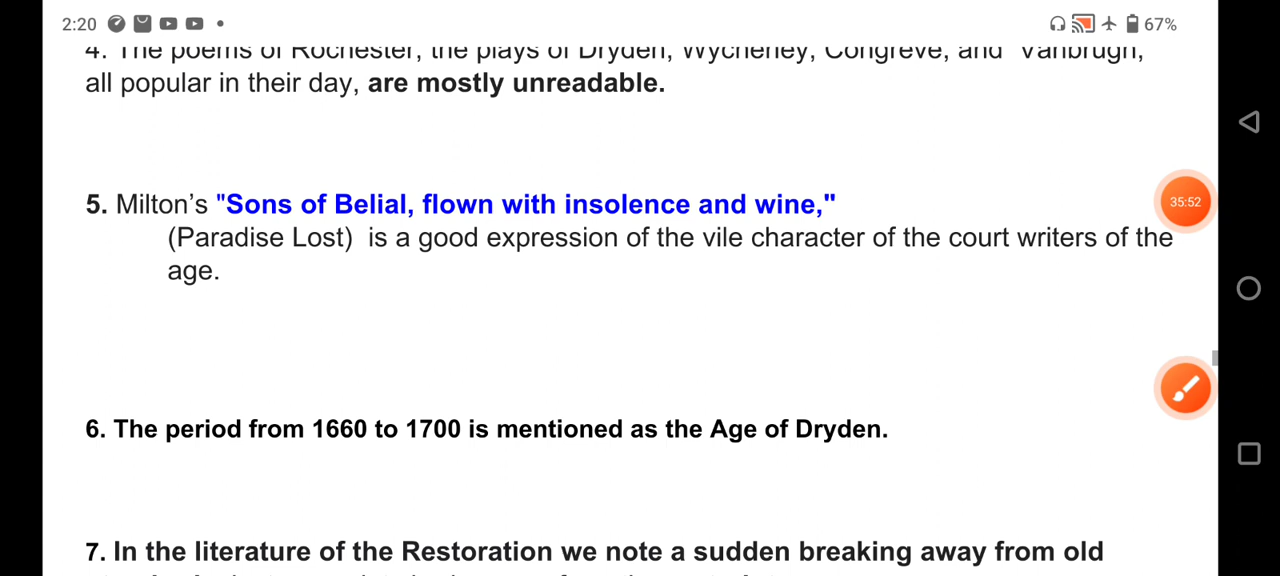 2:20
67%
4. The poems of Rochester, the plays of Dryden, Wycherley, Congreve, and Vanbrugh,
all popular in their day, are mostly unreadable.
5. Milton’s "Sons of Belial, flown with insolence and wine,"
35:52
(Paradise Lost) is a good expression of the vile character of the court writers of the
age.
6. The period from 1660 to 1700 is mentioned as the Age of Dryden.
7. In the literature of the Restoration we note a sudden breaking away from old